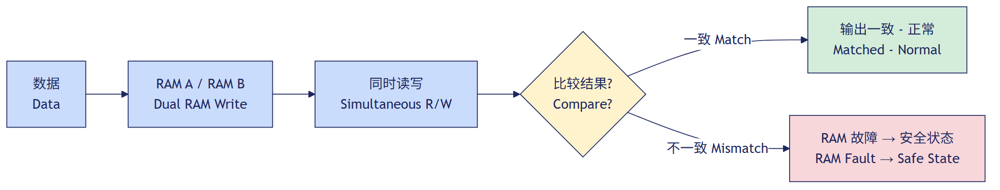 数据
Data
RAM A / RAM B
Dual RAM Write
同时读写
Simultaneous R/W
比较结果?
Compare?
一致 Match
输出一致 - 正常
Matched - Normal
不一致 Mismatch
RAM 故障 → 安全状态
RAM Fault → Safe State